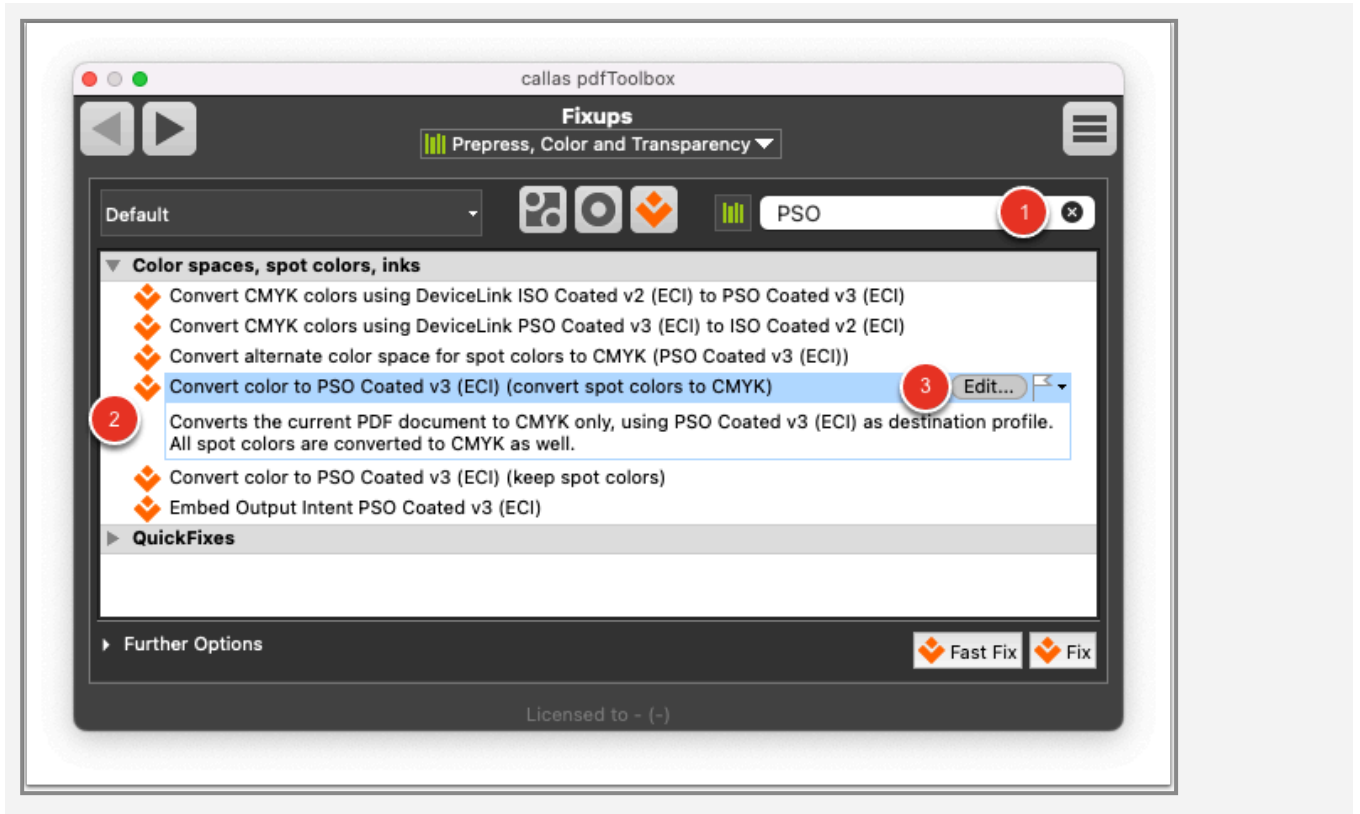 callas pdfToolbox
Fixups
Prepress, Color and Transparency
Default
PSO
1
Color spaces, spot colors, inks
Convert CMYK colors using DeviceLink ISO Coated v2 (ECI) to PSO Coated v3 (ECI)
Convert CMYK colors using DeviceLink PSO Coated v3 (ECI) to ISO Coated v2 (ECI)
Convert alternate color space for spot colors to CMYK (PSO Coated v3 (ECI))
Convert color to PSO Coated v3 (ECI) (convert spot colors to CMYK)
3
Edit...
2
Converts the current PDF document to CMYK only, using PSO Coated v3 (ECI) as destination profile.
All spot colors are converted to CMYK as well.
Convert color to PSO Coated v3 (ECI) (keep spot colors)
Embed Output Intent PSO Coated v3 (ECI)
QuickFixes
Further Options
Fast Fix
Fix
Licensed to - (-)